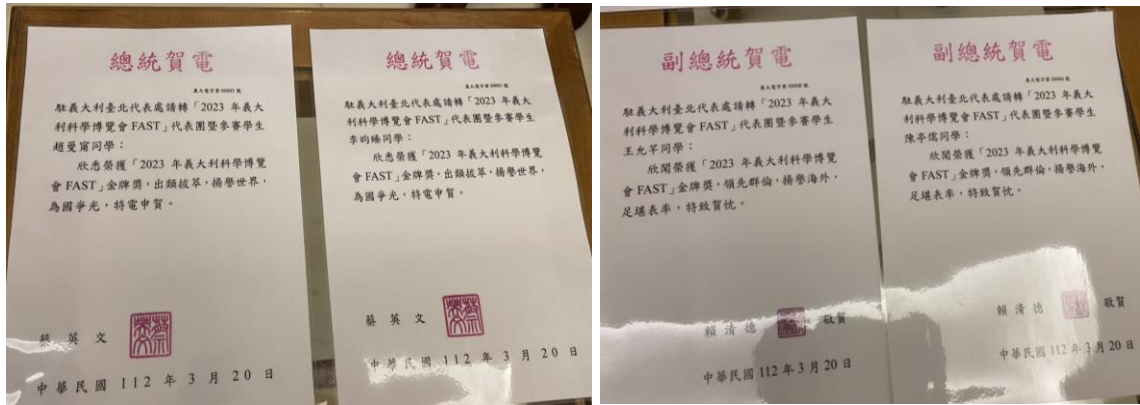 總統賀電
義大電字第00002號
駐義大利臺北代表處請轉「2023 年義大
利科學博覽會 FAST」代表團暨參賽學生
趙曼甯同學：
欣悉榮獲「2023 年義大利科學博覽
會 FAST」金牌獎，出類拔萃，揚譽世界，
為國爭光，特電申賀。
蔡 英 文
中華民國 112 年 3 月 20 日
總統賀電
駐義大利臺北代表處請轉「2023 年義大
利科學博覽會 FAST」代表團暨參賽學生
李昀臻同學：
欣悉榮獲「2023 年義大利科學博覽
會 FAST」金牌獎，出類拔萃，揚譽世界，
為國爭光，特電申賀。
蔡 英 文
中華民國 112 年 3 月 20 日
副總統賀電
駐義大利臺北代表處請轉「2023 年義大
利科學博覽會 FAST」代表團暨參賽學生
王允芊同學：
欣聞榮獲「2023 年義大利科學博覽
會 FAST」金牌獎，領先群倫，揚譽海外，
足堪表率，特致賀忱。
賴 清 德 敬賀
中華民國 112 年 3 月 20 日
副總統賀電
駐義大利臺北代表處請轉「2023 年義大
利科學博覽會 FAST」代表團暨參賽學生
陳亭儒同學：
欣聞榮獲「2023 年義大利科學博覽
會 FAST」金牌獎，領先群倫，揚譽海外，
足堪表率，特致賀忱。
賴 清 德 敬賀
中華民國 112 年 3 月 20 日